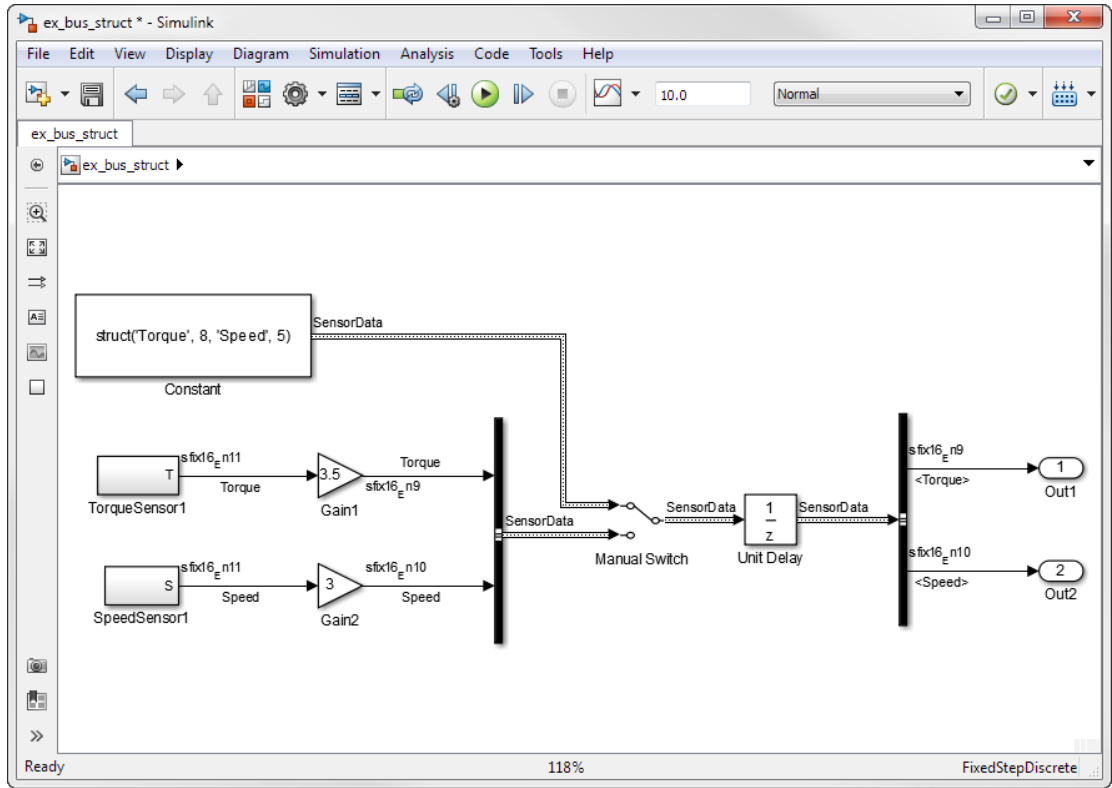 ex_bus_struct * - Simulink
File Edit View Display Diagram Simulation Analysis Code Tools Help
10.0 Normal
ex_bus_struct
ex_bus_struct
struct('Torque', 8, 'Speed', 5)
SensorData
Constant
T
sfix16_En11
Torque
TorqueSensor1
3.5
Gain1
Torque
sfix16_En9
S
sfix16_En11
Speed
SpeedSensor1
3
Gain2
sfix16_En10
Speed
SensorData
Manual Switch
SensorData
1
z
Unit Delay
SensorData
sfix16_En9
<Torque>
1
Out1
sfix16_En10
<Speed>
2
Out2
Ready 118% FixedStepDiscrete